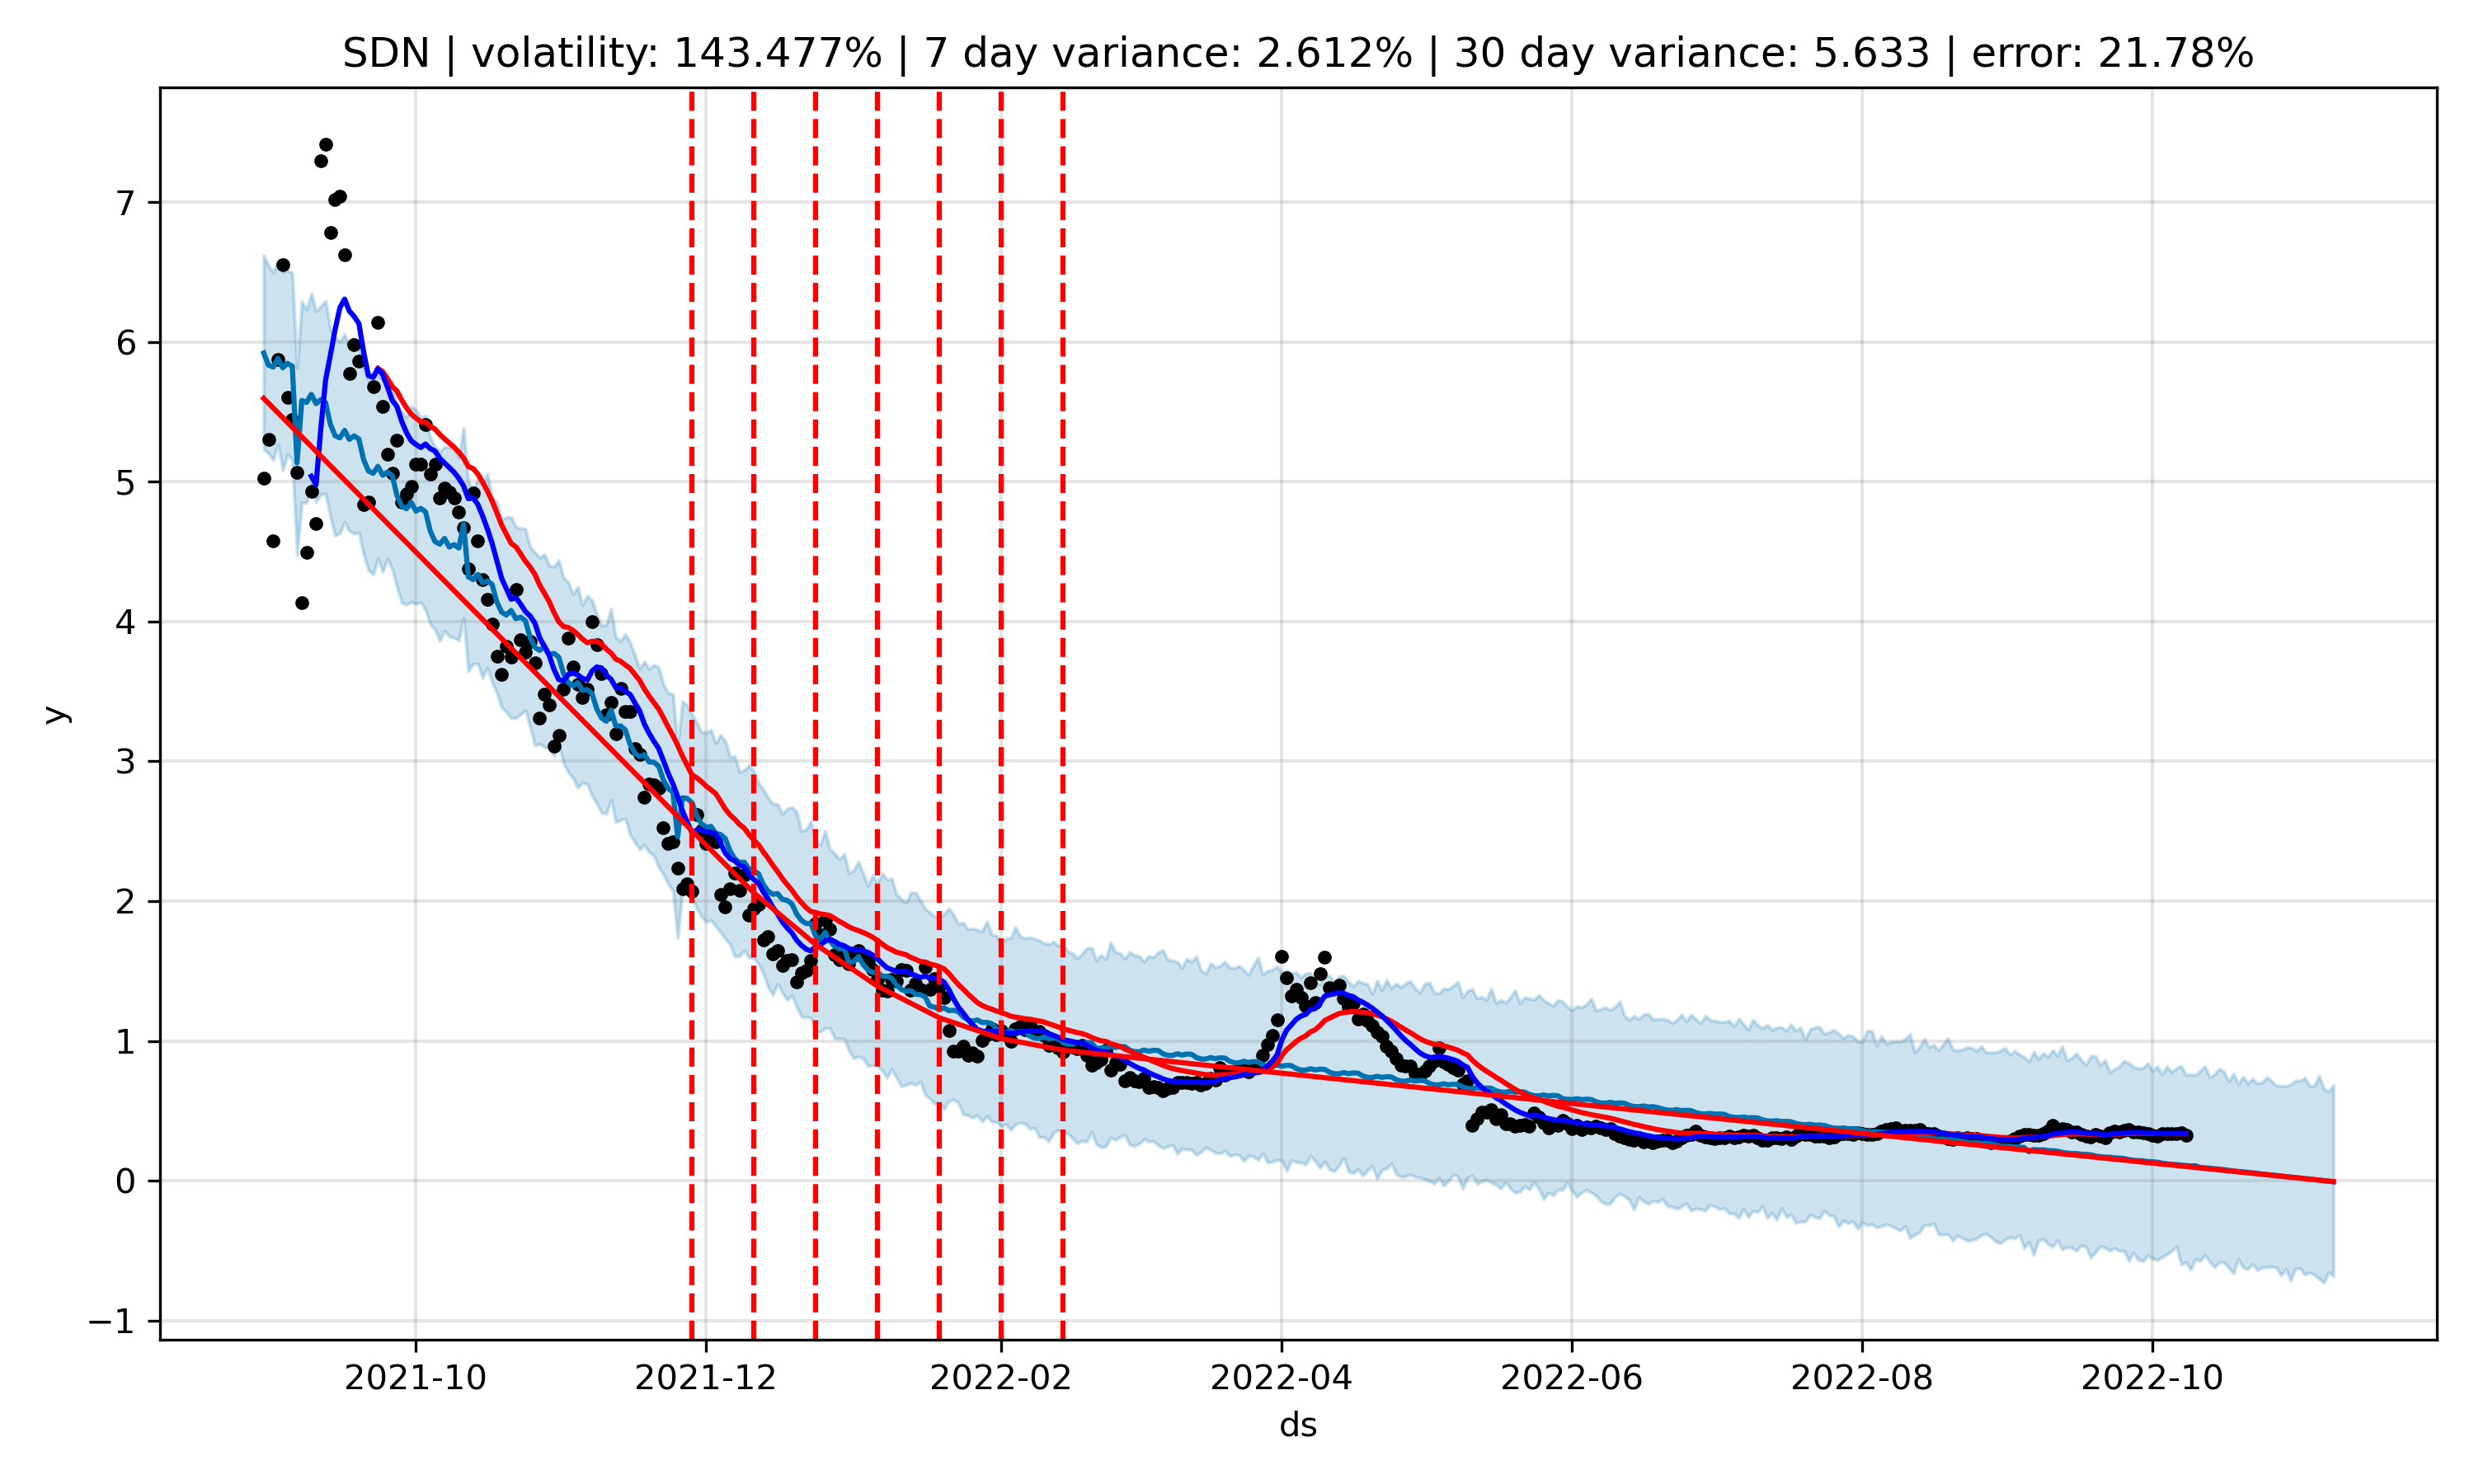 SDN | volatility: 143.477% | 7 day variance: 2.612% | 30 day variance: 5.633 | error: 21.78%
7
6
5
4
3
2
1
0
−1
y
2021-10 2021-12 2022-02 2022-04 2022-06 2022-08 2022-10
ds